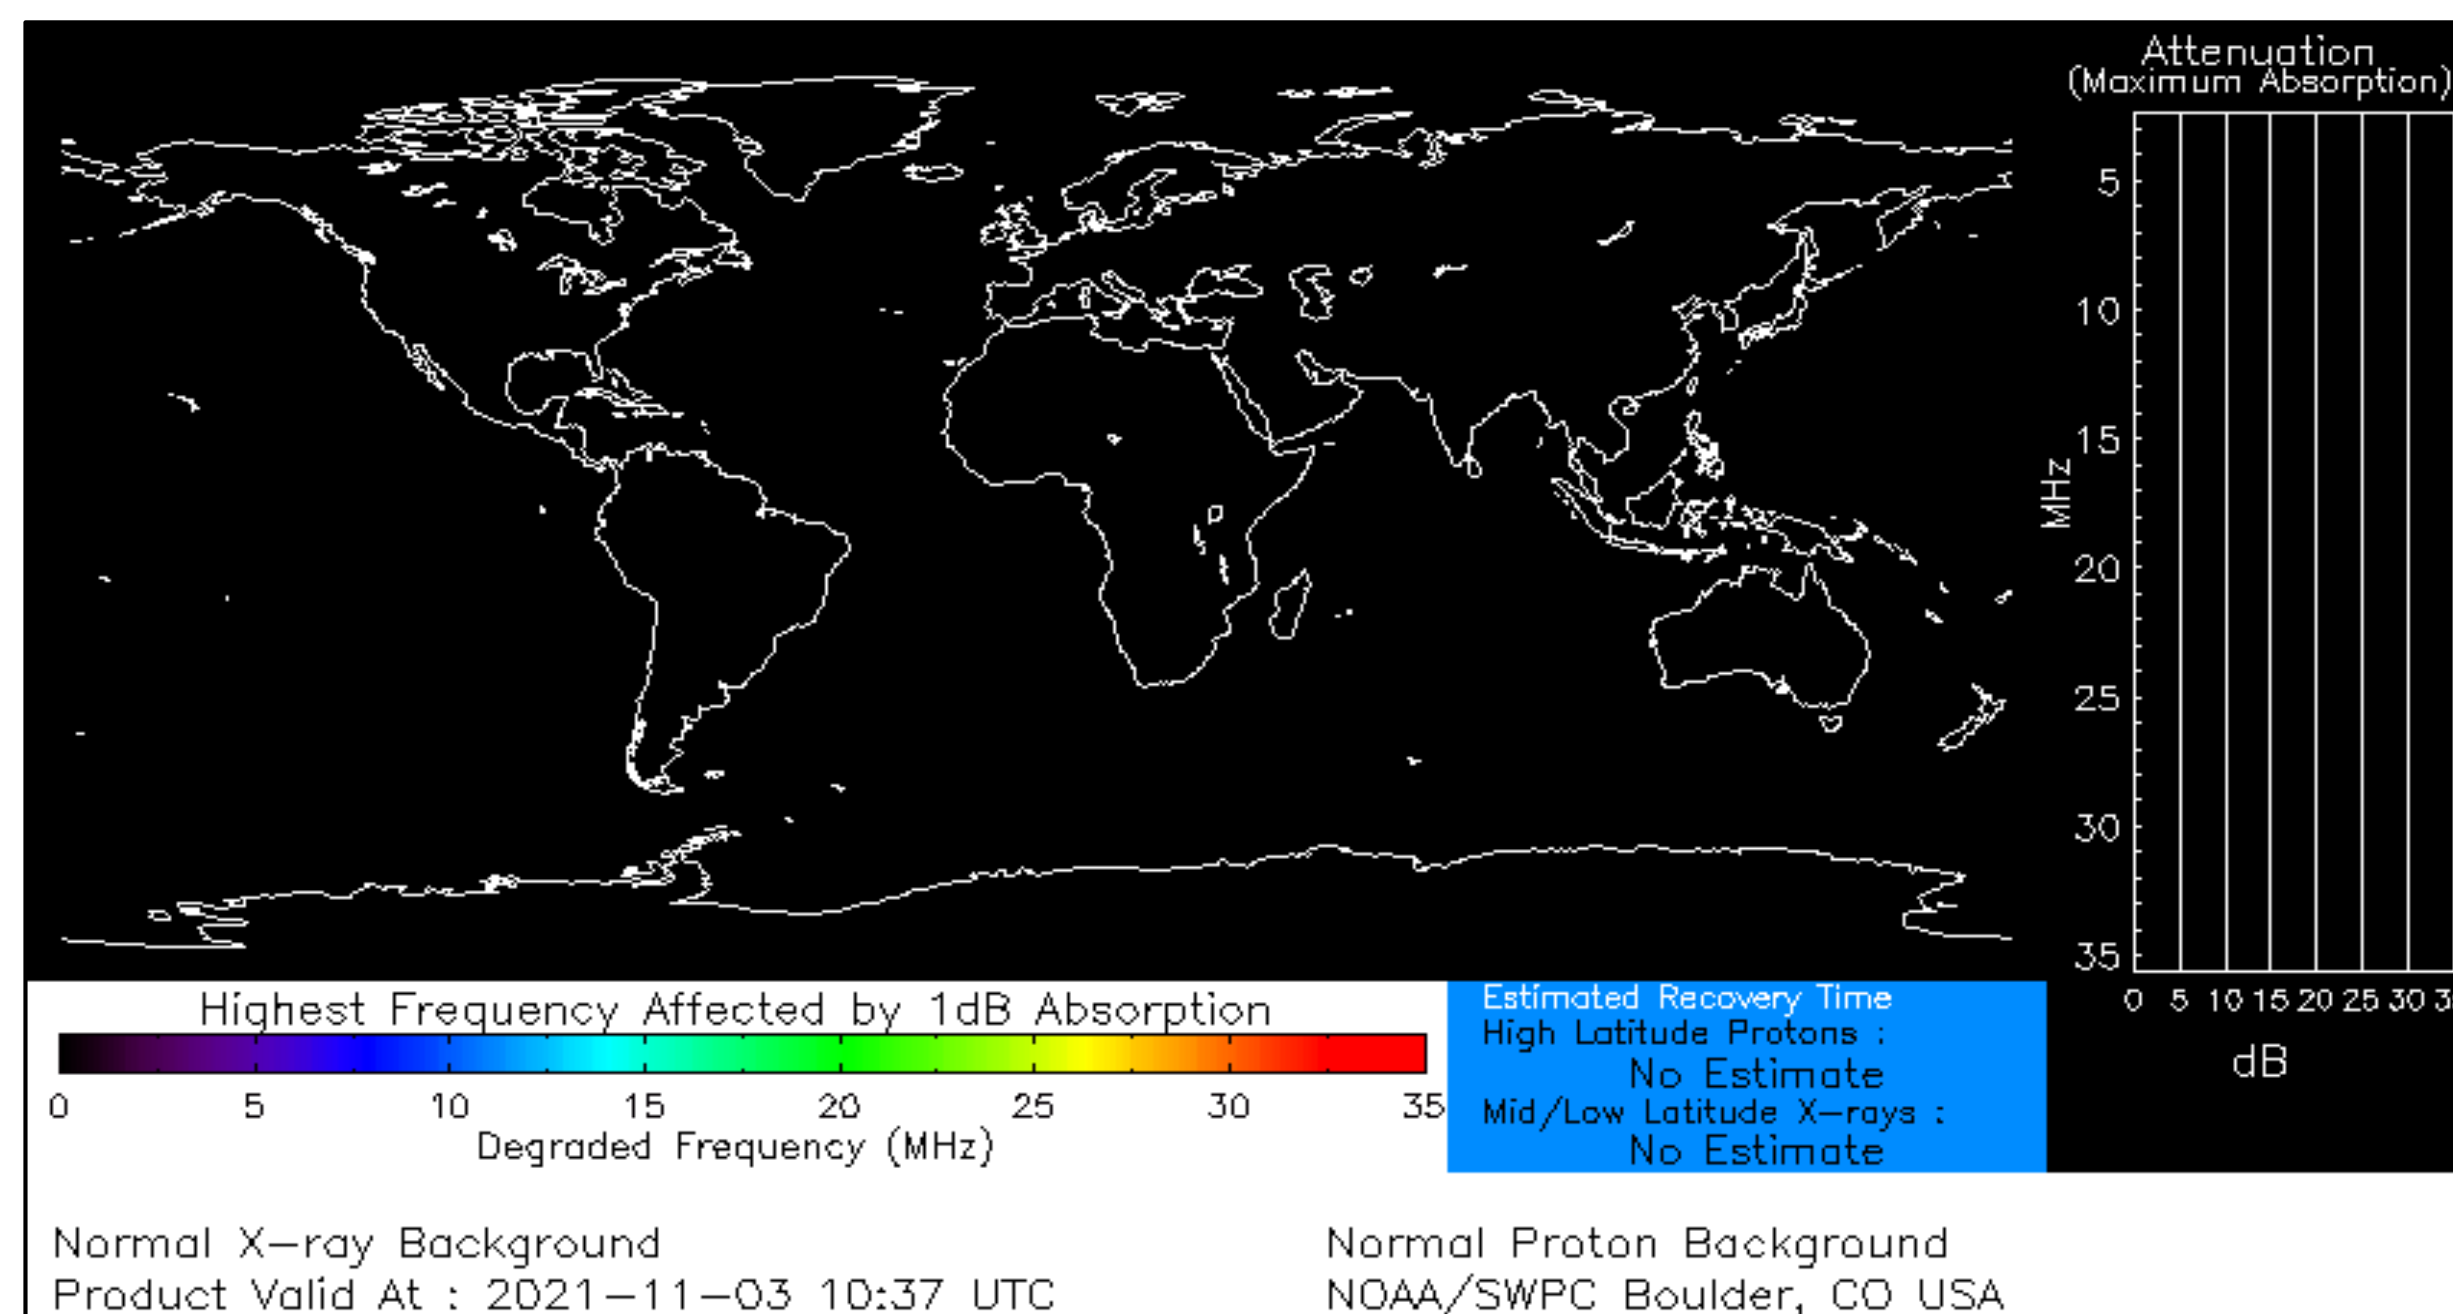 Attenuation
(Maximum Absorption)
5
10
15
20
25
30
35
MHz
0 5 10 15 20 25 30 3
dB
Highest Frequency Affected by 1dB Absorption
0 5 10 15 20 25 30 35
Degraded Frequency (MHz)
Estimated Recovery Time
High Latitude Protons :
No Estimate
Mid/Low Latitude X-rays :
No Estimate
Normal X-ray Background
Product Valid At : 2021-11-03 10:37 UTC
Normal Proton Background
NOAA/SWPC Boulder, CO USA